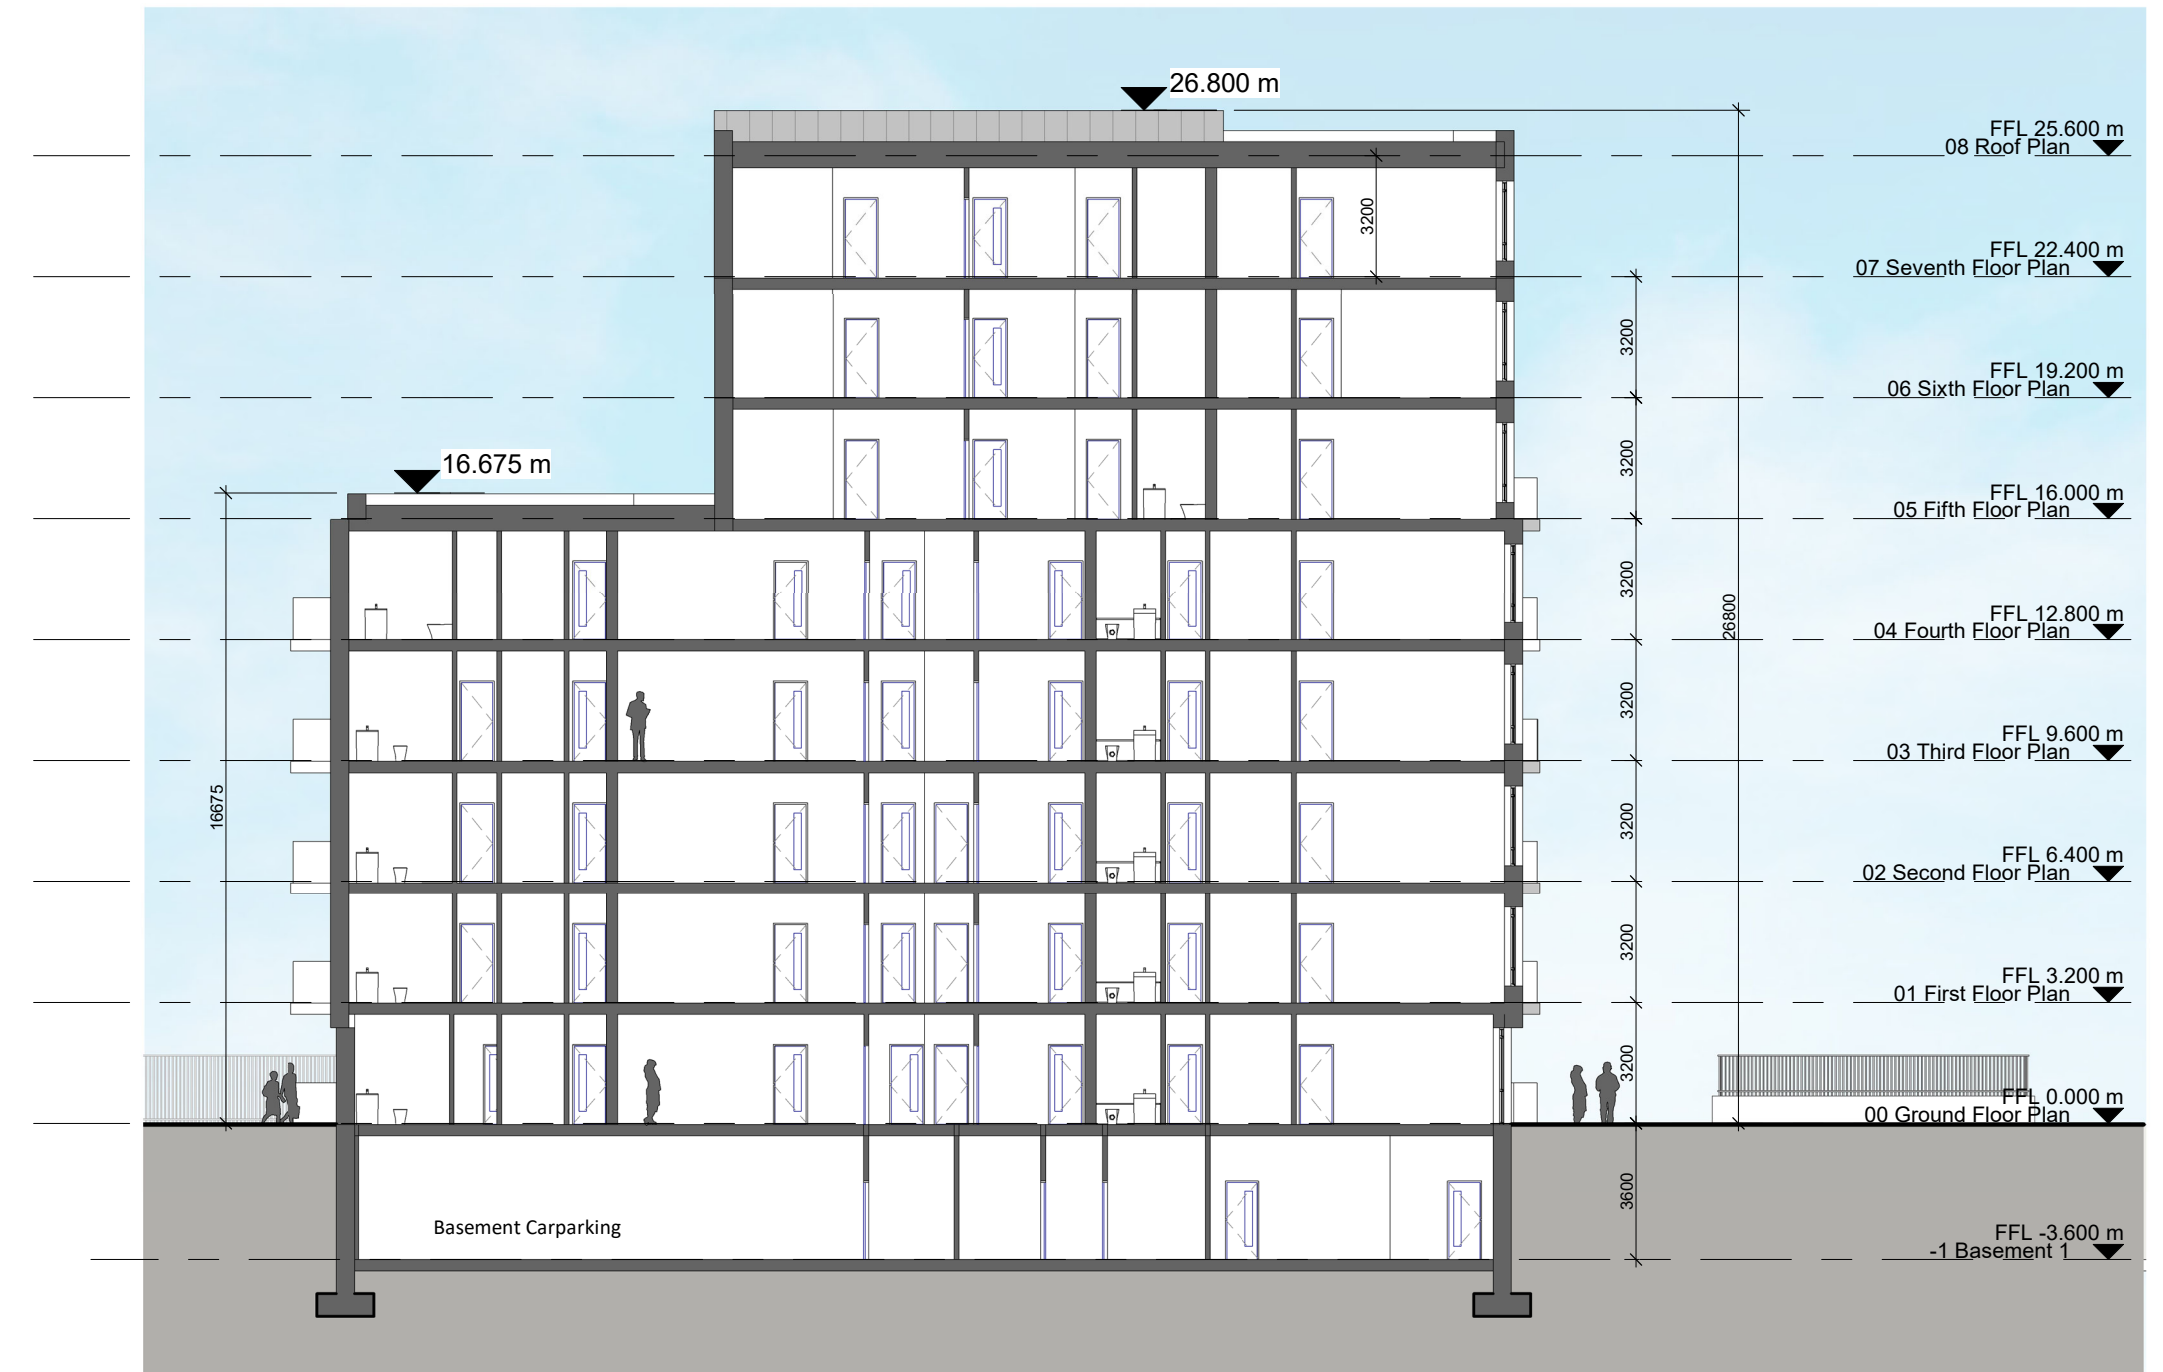 26.800 m
FFL 25.600 m
08 Roof Plan
3200
FFL 22.400 m
07 Seventh Floor Plan
3200
FFL 19.200 m
06 Sixth Floor Plan
3200
16.675 m
FFL 16.000 m
05 Fifth Floor Plan
3200
26800
FFL 12.800 m
04 Fourth Floor Plan
3200
FFL 9.600 m
03 Third Floor Plan
16675
3200
FFL 6.400 m
02 Second Floor Plan
3200
FFL 3.200 m
01 First Floor Plan
3200
FFL 0.000 m
00 Ground Floor Plan
3600
Basement Carparking
FFL -3.600 m
-1 Basement 1